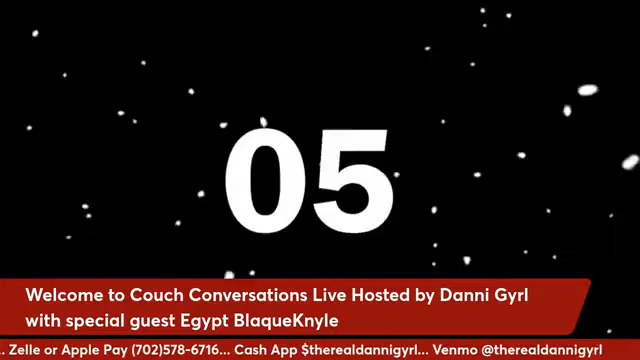 05
Welcome to Couch Conversations Live Hosted by Danni Gyrl
with special guest Egypt BlaqueKnyle
.. Zelle or Apple Pay (702)578-6716... Cash App $therealdannigyrl... Venmo @therealdannigyrl